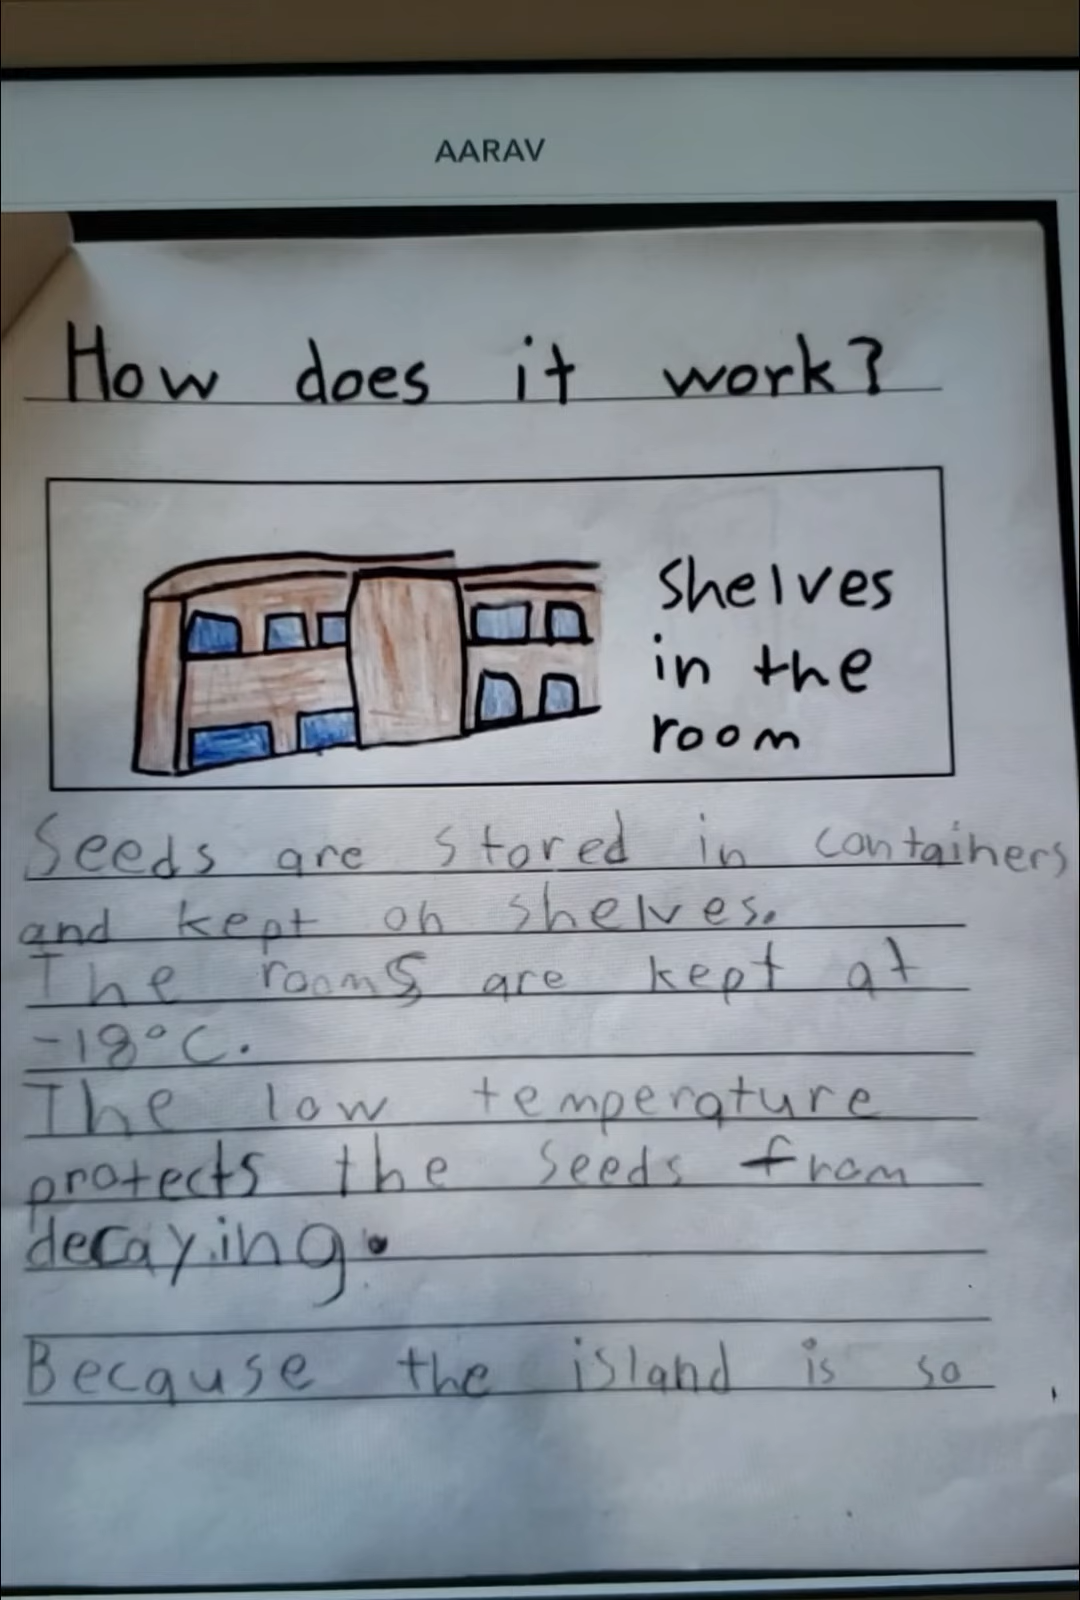 AARAV
How does it work?
shelves
in the
room
Seeds are stored in containers
and kept on shelves.
The rooms are kept at
-18°C.
The low temperature
protects the seeds from
decaying.
Because the island is so